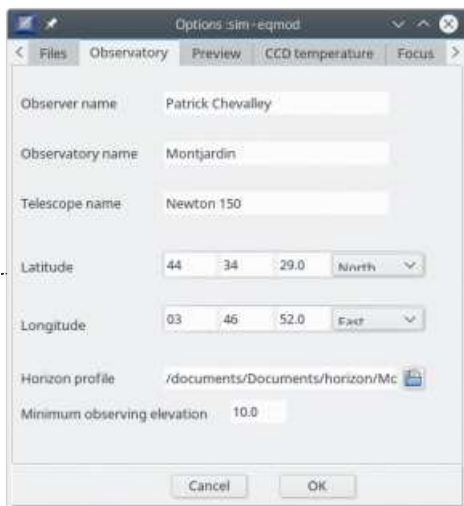 Options :sim-eqmod
Files Observatory Preview CCD temperature Focus
Observer name Patrick Chevalley
Observatory name Montjardin
Telescope name Newton 150
Latitude 44 34 29.0 North
Longitude 03 46 52.0 East
Horizon profile /documents/Documents/horizon/Mc
Minimum observing elevation 10.0
Cancel OK